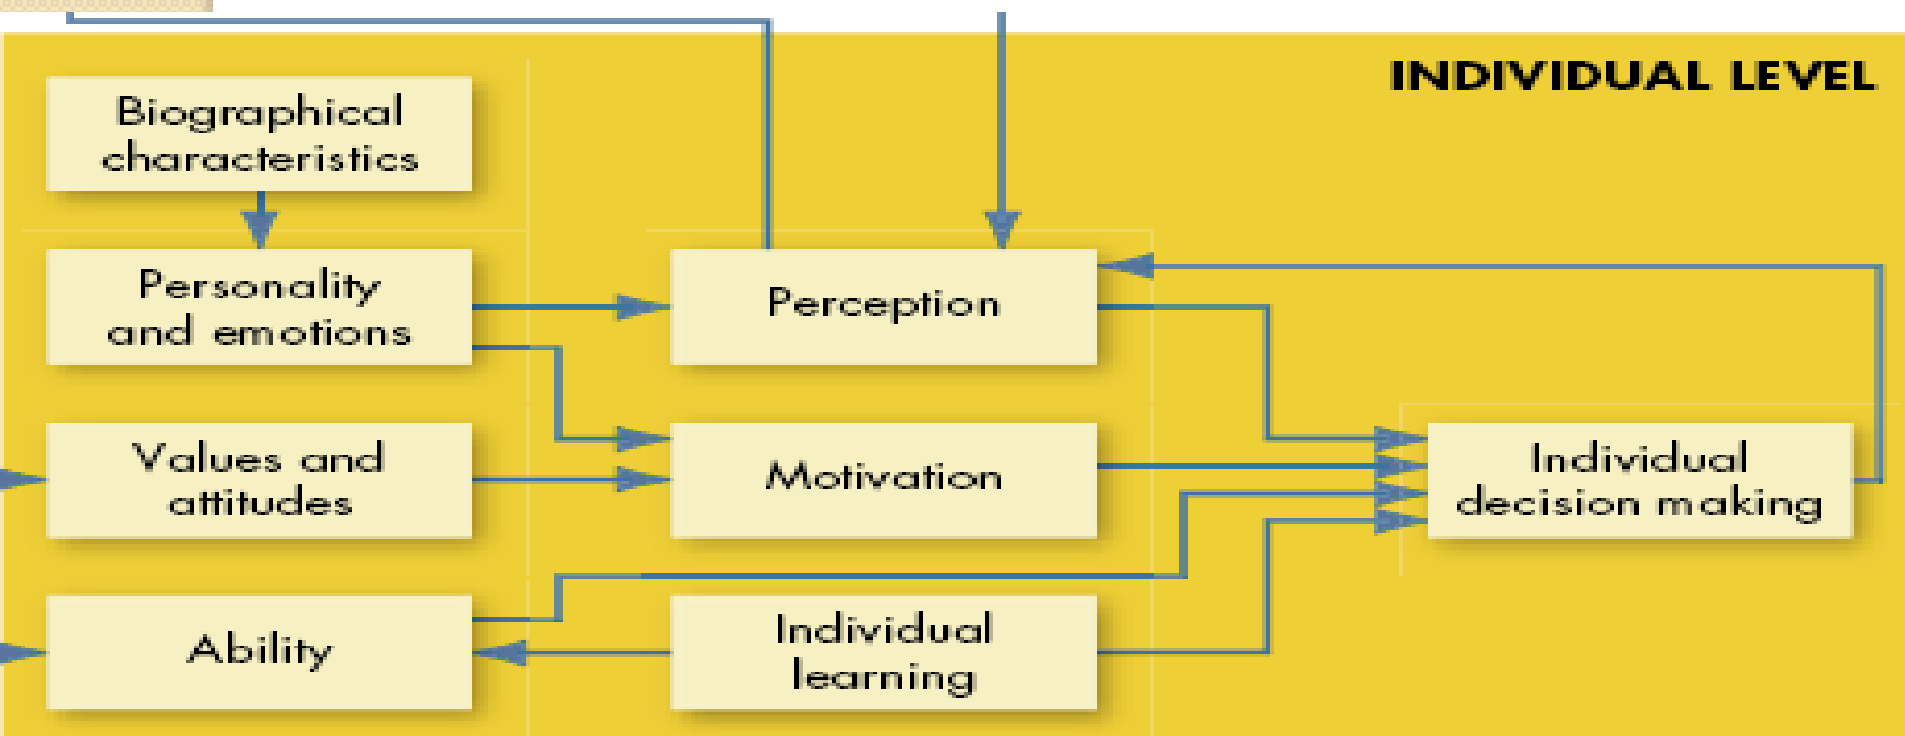 INDIVIDUAL LEVEL
Biographical
characteristics
Personality
and emotions
Perception
Values and
attitudes
Motivation
Individual
decision making
Ability
Individual
learning